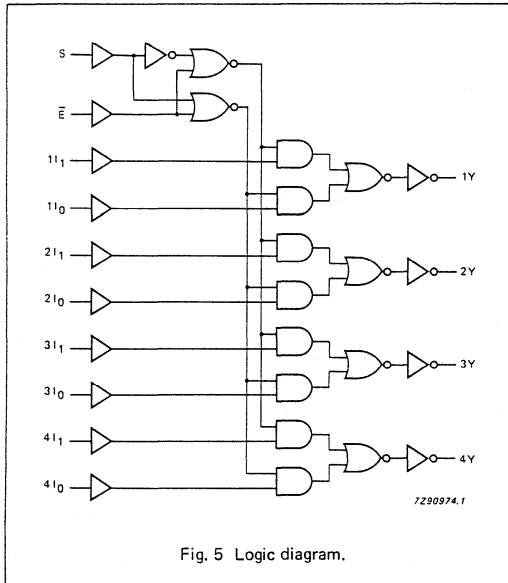 S
E̅
1I₁
1I₀
1Y
2I₁
2I₀
2Y
3I₁
3I₀
3Y
4I₁
4I₀
4Y
7Z90974.1
Fig. 5 Logic diagram.